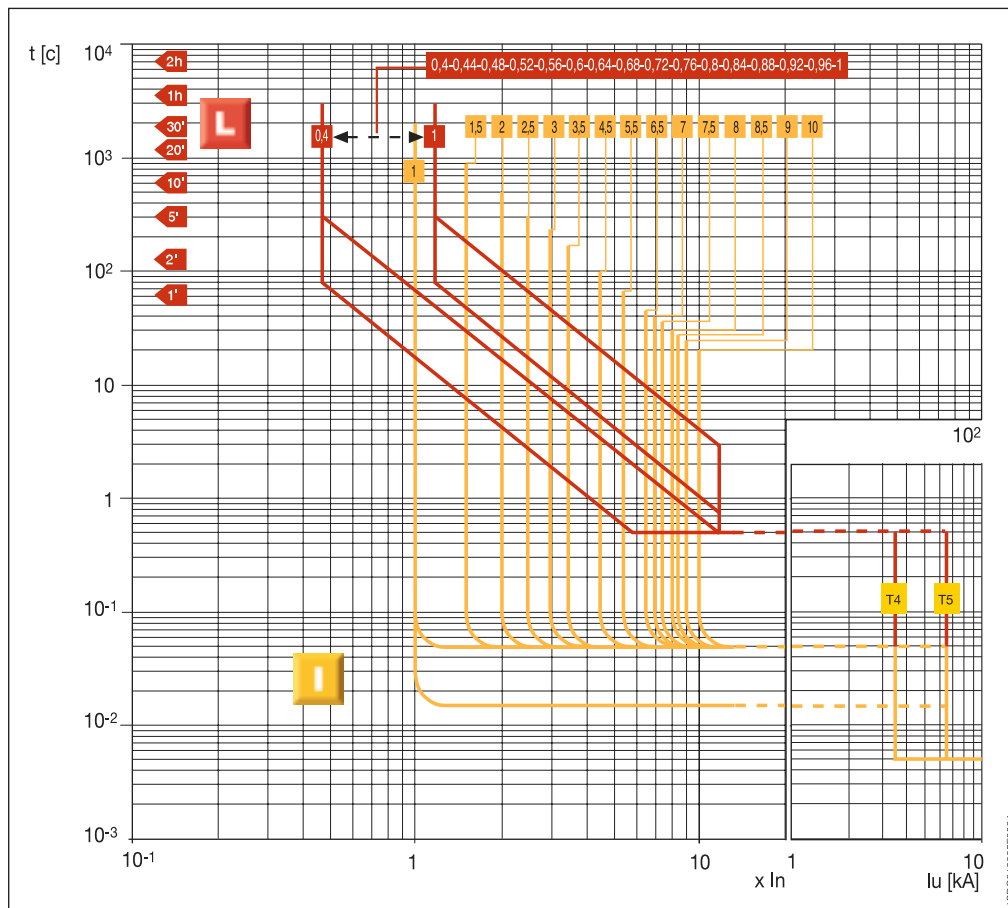 t [c]
10⁴
2h
0,4-0,44-0,48-0,52-0,56-0,6-0,64-0,68-0,72-0,76-0,8-0,84-0,88-0,92-0,96-1
1h
L
30'
0,4
1
1,5 2 2,5 3 3,5 4,5 5,5 6,5 7 7,5 8 8,5 9 10
20'
10³
1
10'
5'
10²
2'
1'
10
10²
1
10⁻¹
T4 T5
I
10⁻²
10⁻³
10⁻¹ 1 10 1 10
x In Iu [kA]